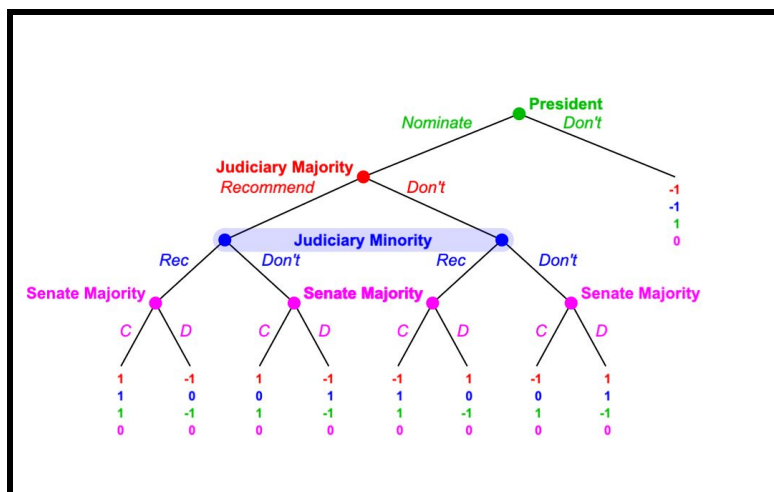 President
Nominate Don't
Judiciary Majority
Recommend Don't
-1
-1
1
0
Judiciary Minority
Rec Don't Rec Don't
Senate Majority Senate Majority Senate Majority
C D C D C D C D
1 -1 1 -1 -1 1 -1 1
1 0 0 1 1 0 0 1
1 -1 1 -1 1 -1 1 -1
0 0 0 0 0 0 0 0